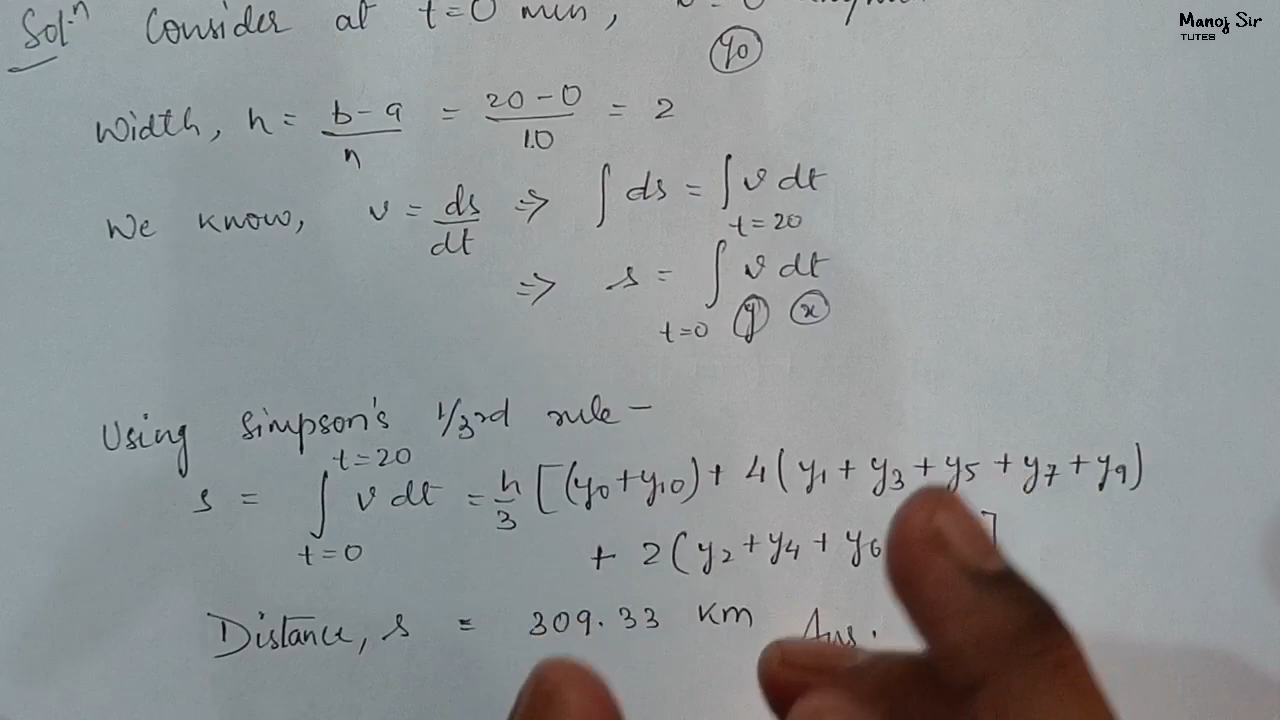 Manoj Sir
TUTES
Solⁿ Consider at t=0 min,
y₀
Width, h = b-a/n = 20-0/10 = 2
We know, v = ds/dt ⇒ ∫ ds = ∫ v dt
⇒ s = ∫_{t=0}^{t=20} v dt
y x
Using Simpson's 1/3rd rule —
s = ∫_{t=0}^{t=20} v dt = h/3 [(y₀+y₁₀) + 4(y₁+y₃+y₅+y₇+y₉)
+ 2(y₂+y₄+y₆ ]
Distance, s = 309.33 km Ans.